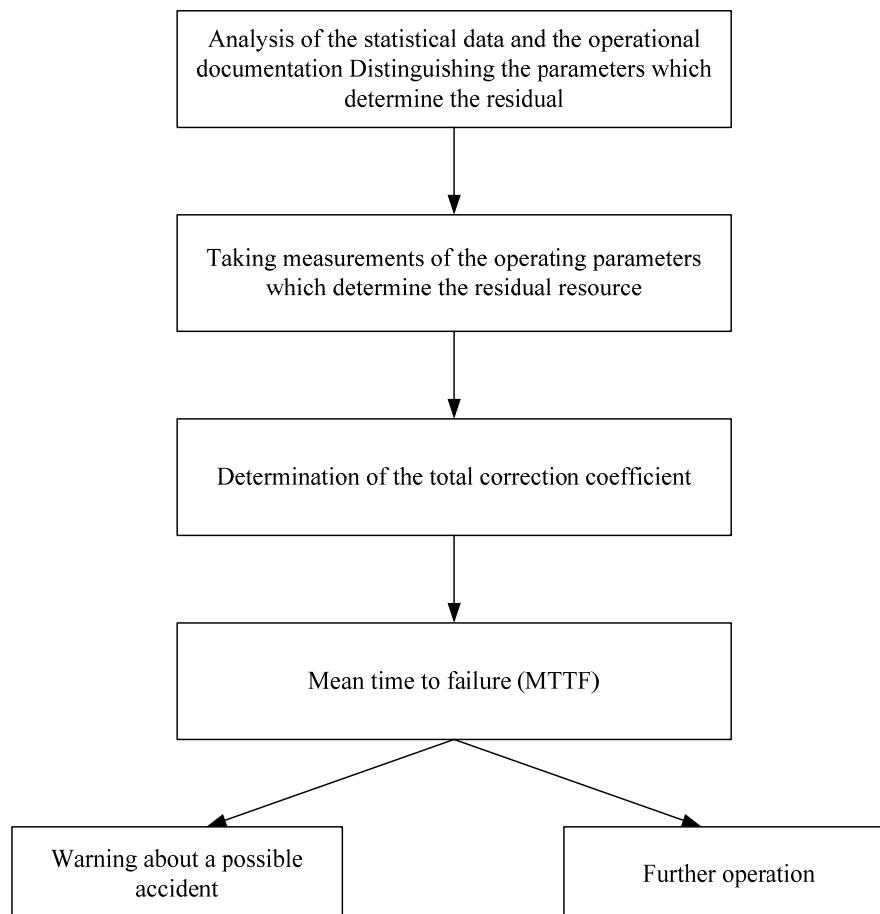 Analysis of the statistical data and the operational
documentation Distinguishing the parameters which
determine the residual
Taking measurements of the operating parameters
which determine the residual resource
Determination of the total correction coefficient
Mean time to failure (MTTF)
Warning about a possible
accident
Further operation